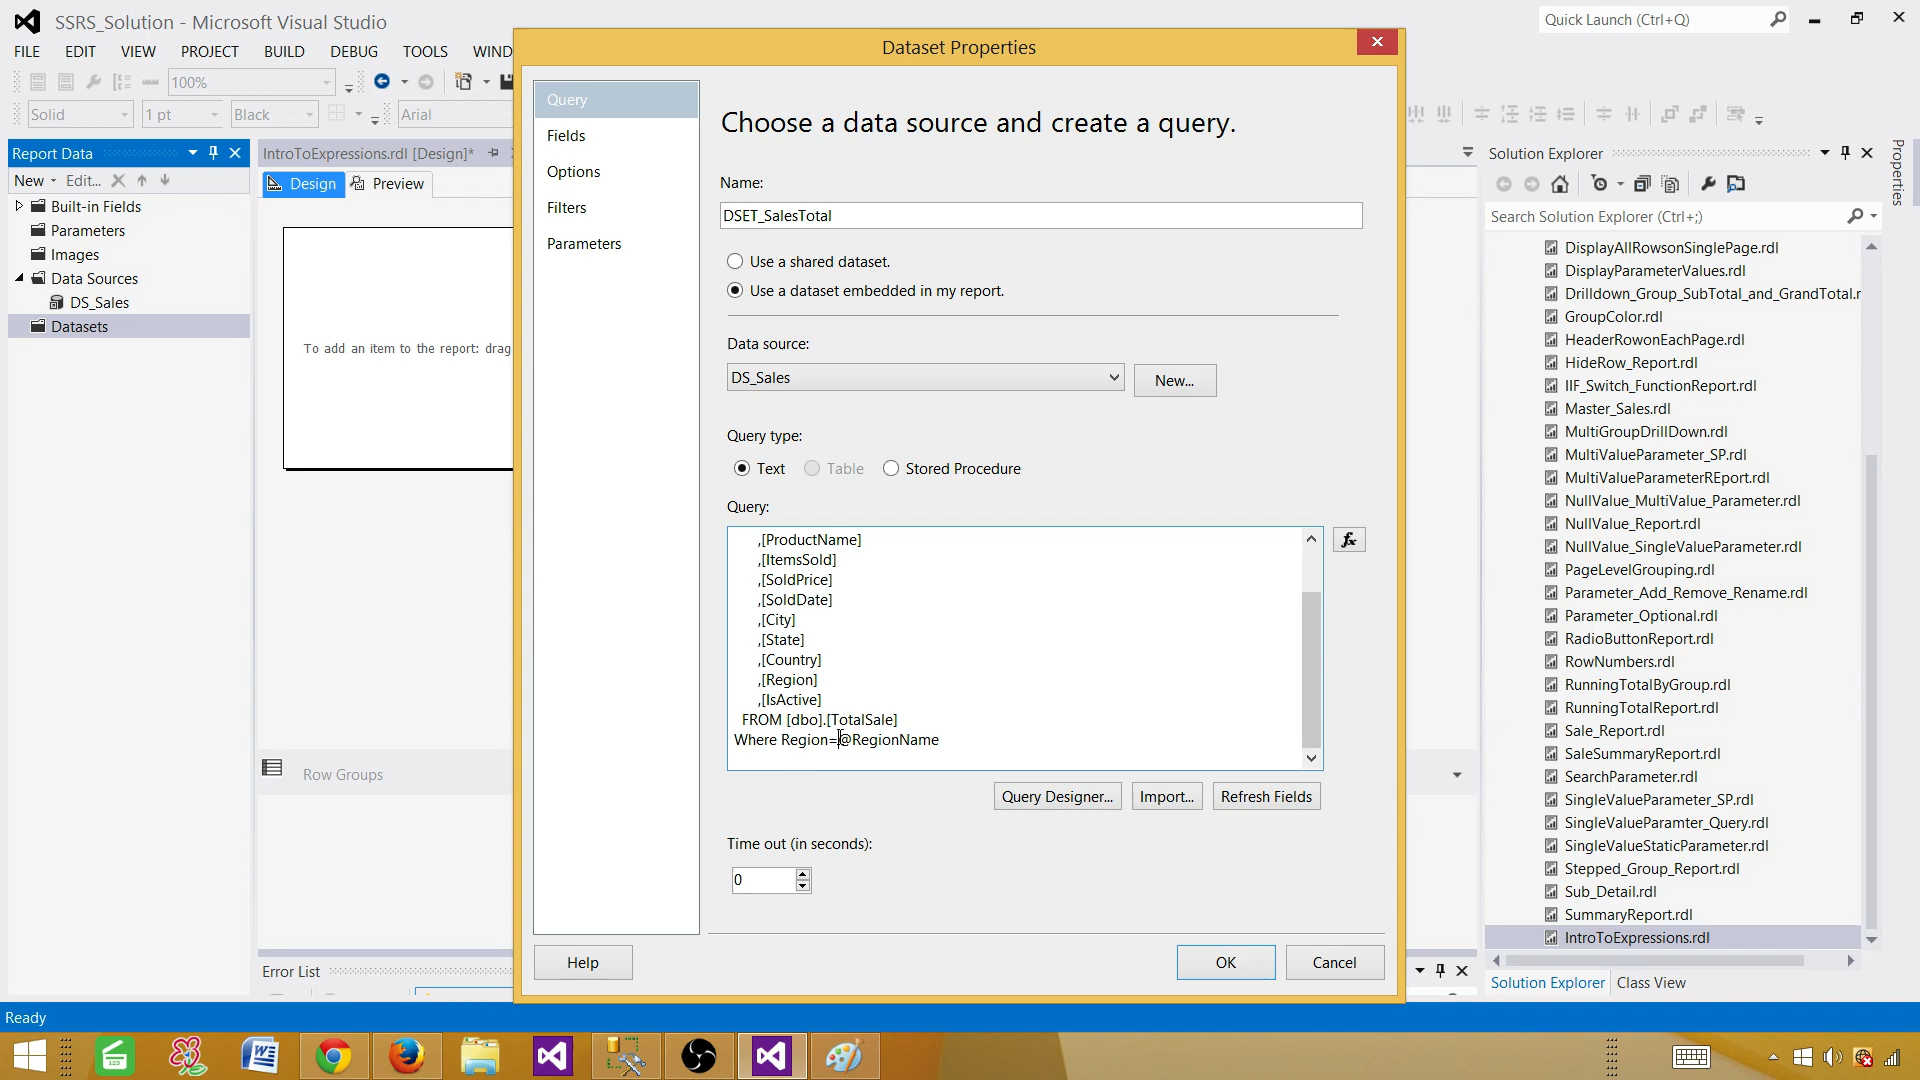 SSRS_Solution - Microsoft Visual Studio
Quick Launch (Ctrl+Q)
FILE EDIT VIEW PROJECT BUILD DEBUG TOOLS WIND
100%
Solid 1 pt Black Arial
Report Data
New Edit...
Built-in Fields
Parameters
Images
Data Sources
DS_Sales
Datasets
IntroToExpressions.rdl [Design]*
Design Preview
To add an item to the report: drag
Row Groups
Error List
Dataset Properties
Query
Fields
Options
Filters
Parameters
Choose a data source and create a query.
Name:
DSET_SalesTotal
Use a shared dataset.
Use a dataset embedded in my report.
Data source:
DS_Sales
New...
Query type:
Text Table Stored Procedure
Query:
,[ProductName]
,[ItemsSold]
,[SoldPrice]
,[SoldDate]
,[City]
,[State]
,[Country]
,[Region]
,[IsActive]
FROM [dbo].[TotalSale]
Where Region=@RegionName
fx
Query Designer... Import... Refresh Fields
Time out (in seconds):
0
Help OK Cancel
Solution Explorer
Search Solution Explorer (Ctrl+;)
DisplayAllRowsonSinglePage.rdl
DisplayParameterValues.rdl
Drilldown_Group_SubTotal_and_GrandTotal.r
GroupColor.rdl
HeaderRowonEachPage.rdl
HideRow_Report.rdl
IIF_Switch_FunctionReport.rdl
Master_Sales.rdl
MultiGroupDrillDown.rdl
MultiValueParameter_SP.rdl
MultiValueParameterREport.rdl
NullValue_MultiValue_Parameter.rdl
NullValue_Report.rdl
NullValue_SingleValueParameter.rdl
PageLevelGrouping.rdl
Parameter_Add_Remove_Rename.rdl
Parameter_Optional.rdl
RadioButtonReport.rdl
RowNumbers.rdl
RunningTotalByGroup.rdl
RunningTotalReport.rdl
Sale_Report.rdl
SaleSummaryReport.rdl
SearchParameter.rdl
SingleValueParameter_SP.rdl
SingleValueParamter_Query.rdl
SingleValueStaticParameter.rdl
Stepped_Group_Report.rdl
Sub_Detail.rdl
SummaryReport.rdl
IntroToExpressions.rdl
Solution Explorer Class View
Properties
Ready